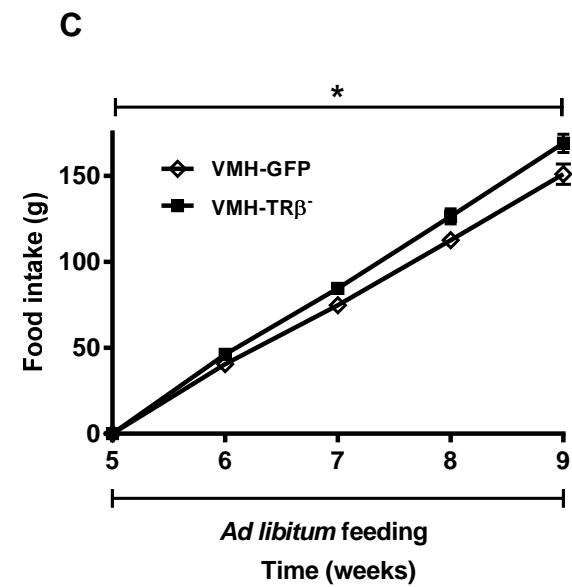 C
*
VMH-GFP
VMH-TRβ-
150
100
50
0
Food intake (g)
5 6 7 8 9
Ad libitum feeding
Time (weeks)